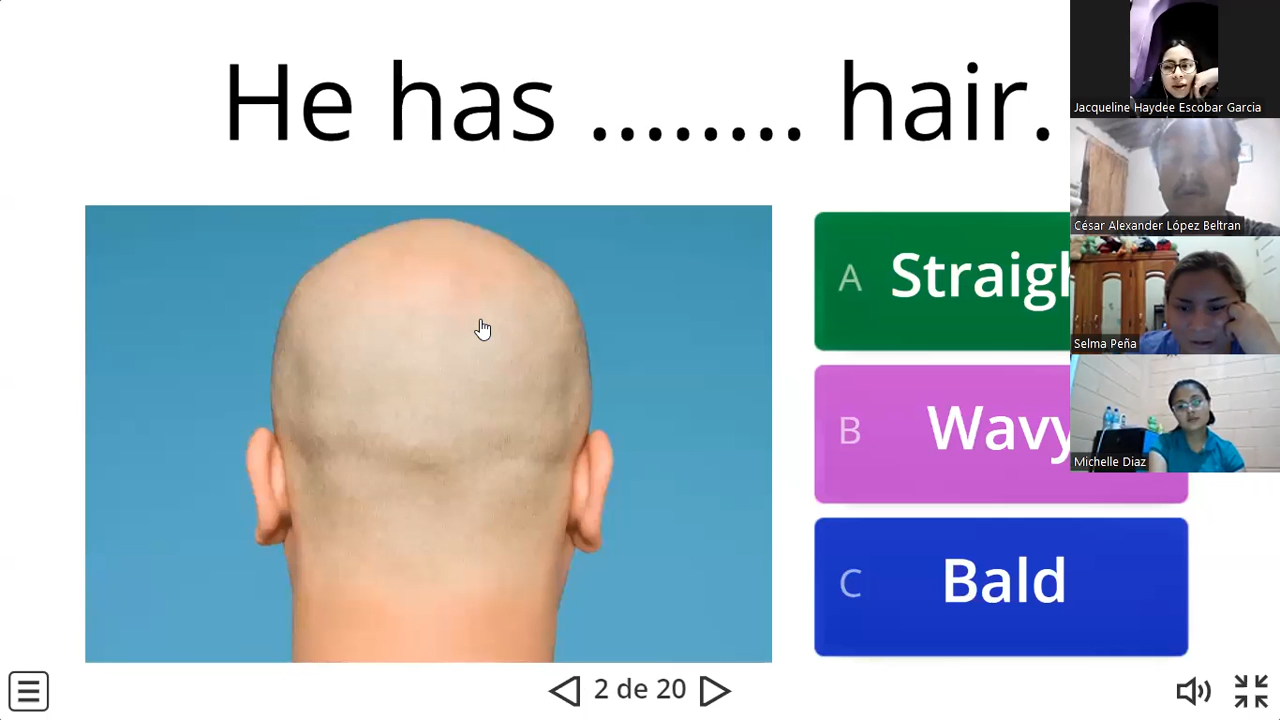 He has ........ hair.
A Straigh
B Wavy
C Bald
2 de 20
Jacqueline Haydee Escobar Garcia
César Alexander López Beltran
Selma Peña
Michelle Diaz